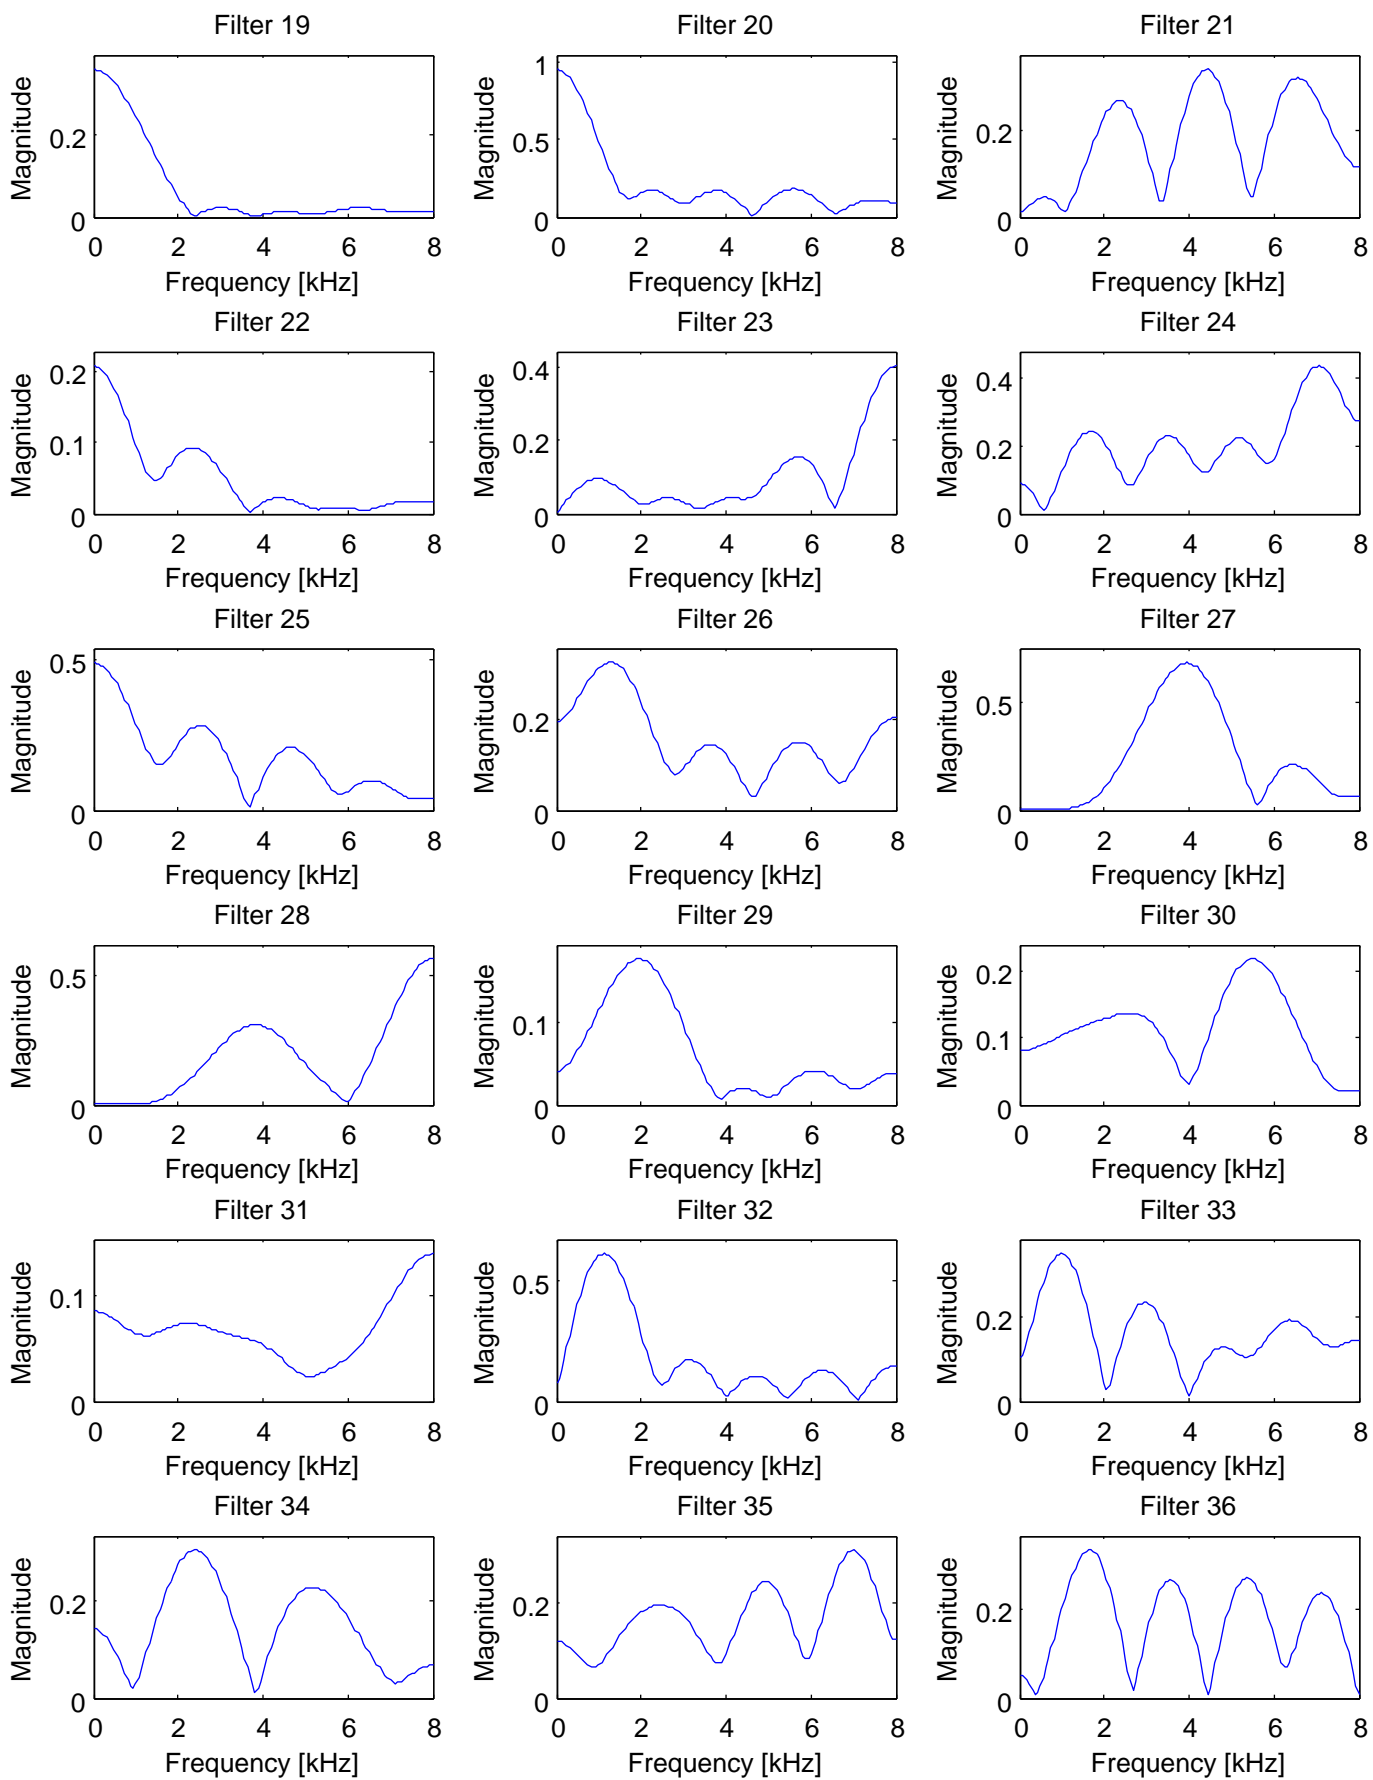 Filter 19
Magnitude
0.2
0
0 2 4 6 8
Frequency [kHz]
Filter 20
Magnitude
1
0.5
0
0 2 4 6 8
Frequency [kHz]
Filter 21
Magnitude
0.2
0
0 2 4 6 8
Frequency [kHz]
Filter 22
Magnitude
0.2
0.1
0
0 2 4 6 8
Frequency [kHz]
Filter 23
Magnitude
0.4
0.2
0
0 2 4 6 8
Frequency [kHz]
Filter 24
Magnitude
0.4
0.2
0
0 2 4 6 8
Frequency [kHz]
Filter 25
Magnitude
0.5
0
0 2 4 6 8
Frequency [kHz]
Filter 26
Magnitude
0.2
0
0 2 4 6 8
Frequency [kHz]
Filter 27
Magnitude
0.5
0
0 2 4 6 8
Frequency [kHz]
Filter 28
Magnitude
0.5
0
0 2 4 6 8
Frequency [kHz]
Filter 29
Magnitude
0.1
0
0 2 4 6 8
Frequency [kHz]
Filter 30
Magnitude
0.2
0.1
0
0 2 4 6 8
Frequency [kHz]
Filter 31
Magnitude
0.1
0
0 2 4 6 8
Frequency [kHz]
Filter 32
Magnitude
0.5
0
0 2 4 6 8
Frequency [kHz]
Filter 33
Magnitude
0.2
0
0 2 4 6 8
Frequency [kHz]
Filter 34
Magnitude
0.2
0
0 2 4 6 8
Frequency [kHz]
Filter 35
Magnitude
0.2
0
0 2 4 6 8
Frequency [kHz]
Filter 36
Magnitude
0.2
0
0 2 4 6 8
Frequency [kHz]